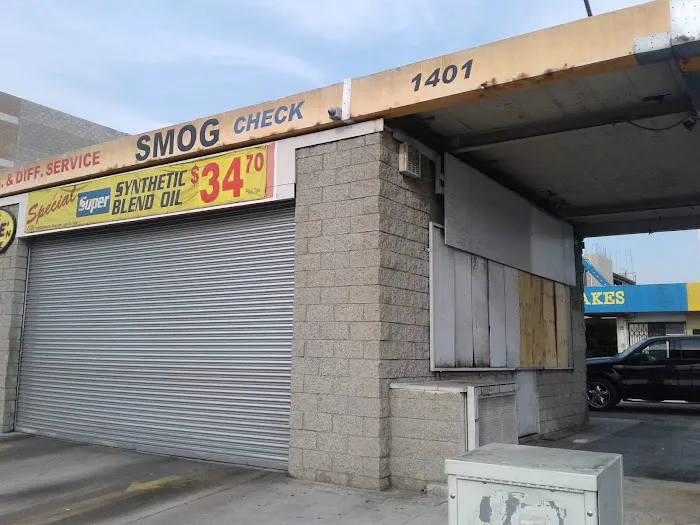 & DIFF. SERVICE
SMOG CHECK
1401
Special
Super
SYNTHETIC
BLEND OIL
$34.70
AKES